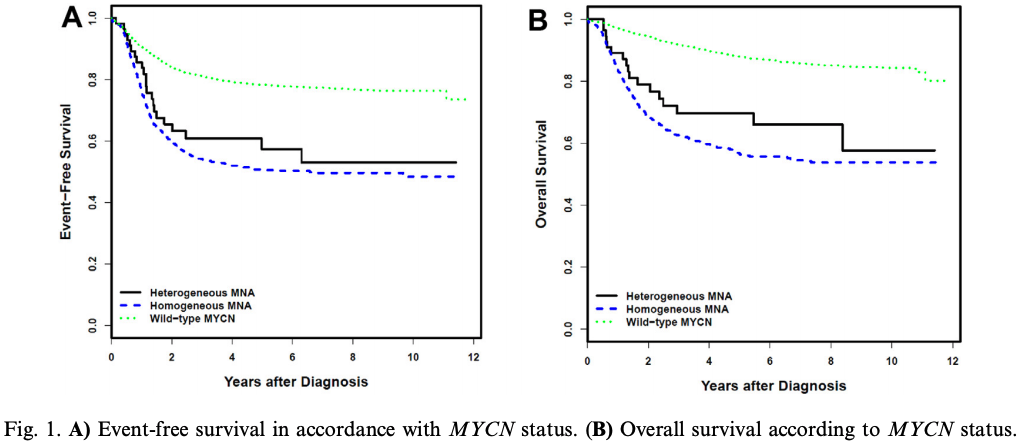 A
1.0
0.8
0.6
0.4
0.2
0.0
Event−Free Survival
Heterogeneous MNA
Homogeneous MNA
Wild−type MYCN
0 2 4 6 8 10 12
Years after Diagnosis
B
1.0
0.8
0.6
0.4
0.2
0.0
Overall Survival
Heterogeneous MNA
Homogeneous MNA
Wild−type MYCN
0 2 4 6 8 10 12
Years after Diagnosis
Fig. 1. A) Event-free survival in accordance with MYCN status. (B) Overall survival according to MYCN status.